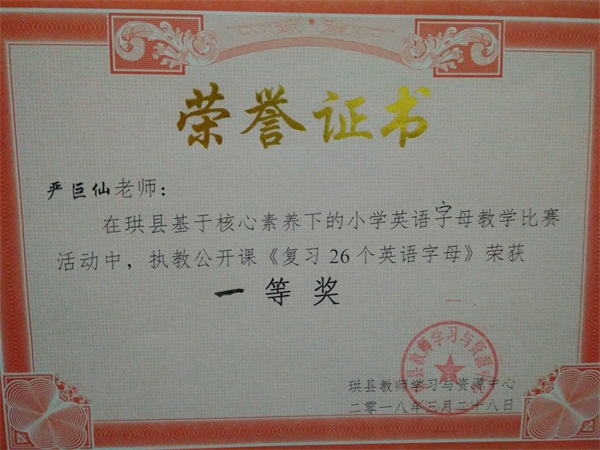 荣誉证书
严巨仙老师：
在珙县基于核心素养下的小学英语字母教学比赛
活动中，执教公开课《复习26个英语字母》荣获
一等奖
珙县教师学习与资源中心
二零一八年三月二十八日